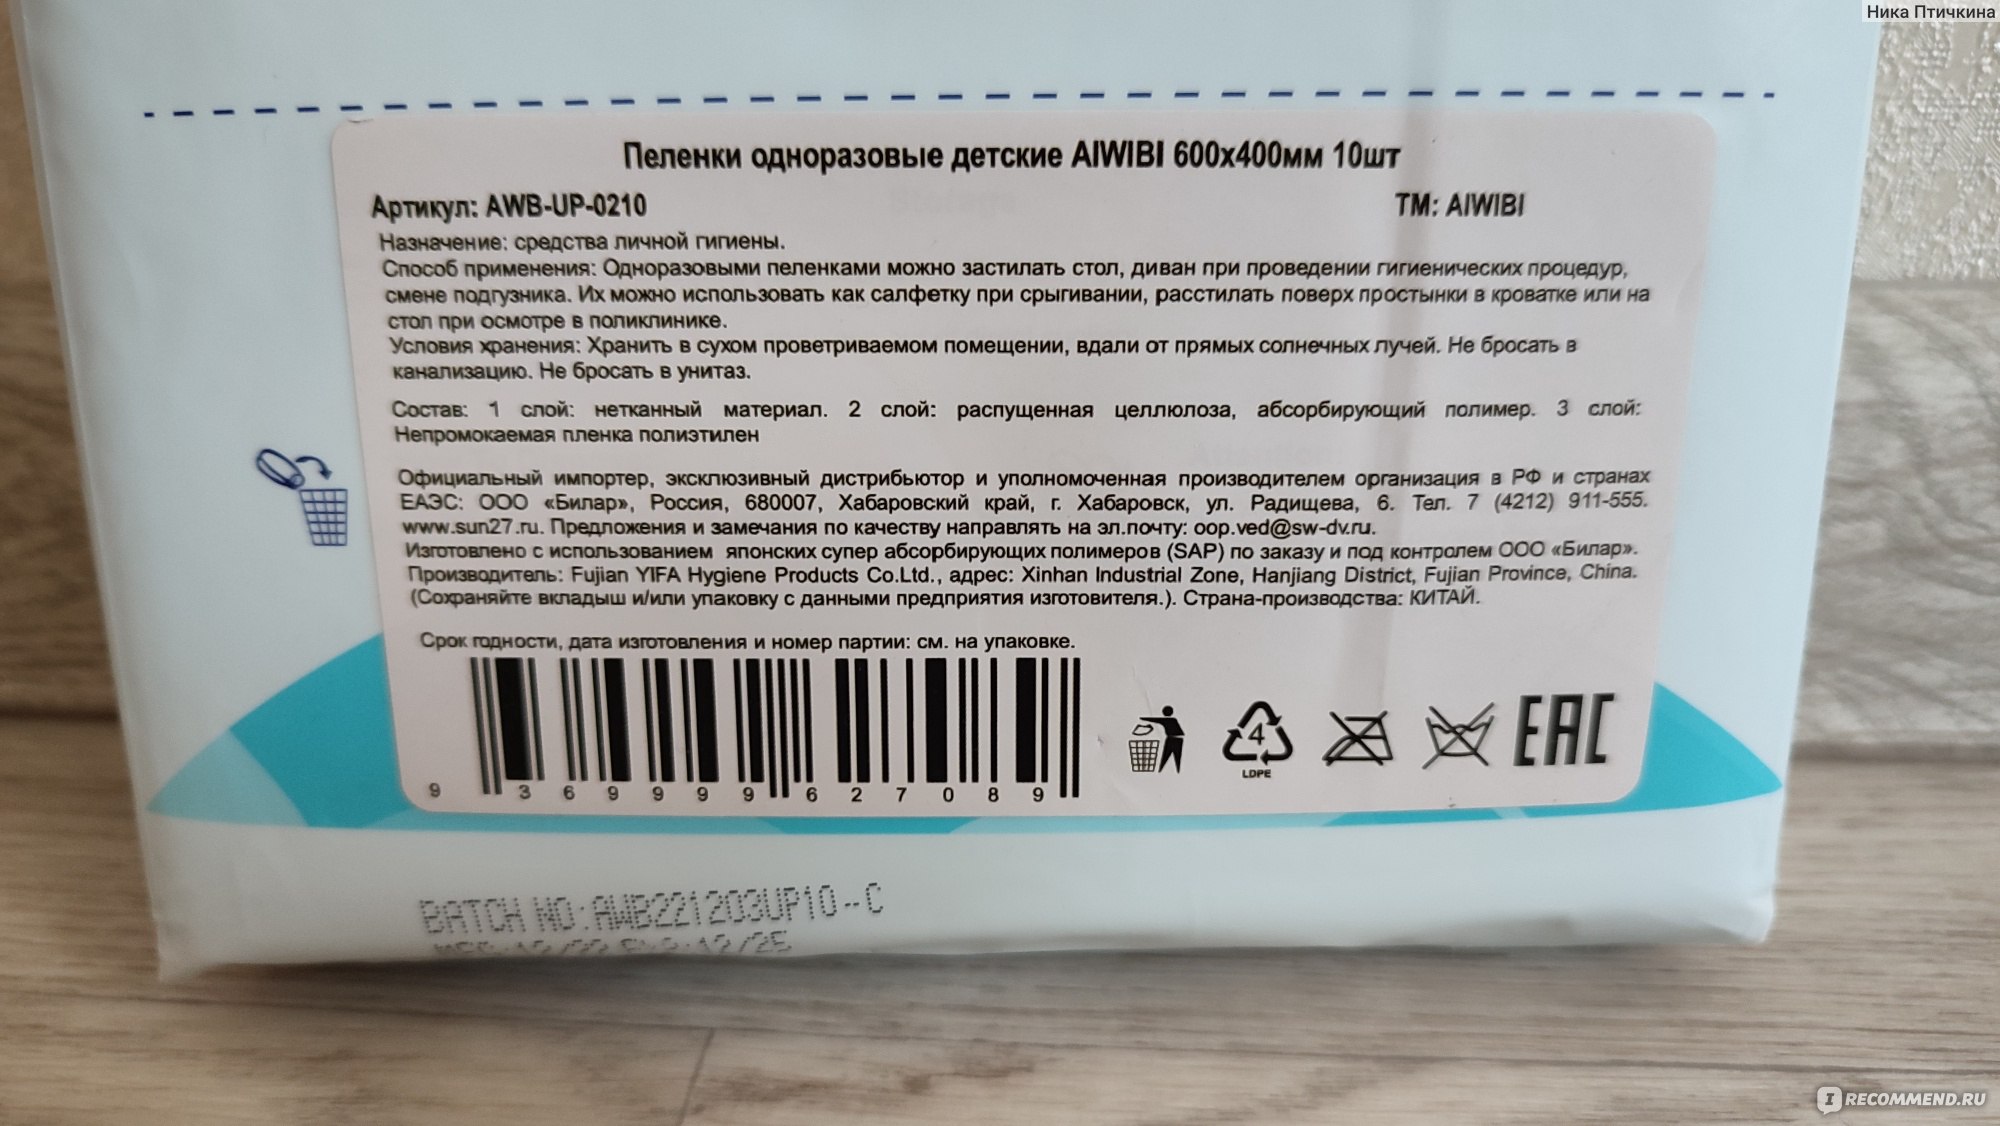 Ника Птичкина
Пеленки одноразовые детские AIWIBI 600х400мм 10шт
Артикул: AWB-UP-0210 ТМ: AIWIBI
Назначение: средства личной гигиены.
Способ применения: Одноразовыми пеленками можно застилать стол, диван при проведении гигиенических процедур,
смене подгузника. Их можно использовать как салфетку при срыгивании, расстилать поверх простынки в кроватке или на
стол при осмотре в поликлинике.
Условия хранения: Хранить в сухом проветриваемом помещении, вдали от прямых солнечных лучей. Не бросать в
канализацию. Не бросать в унитаз.
Состав: 1 слой: нетканный материал. 2 слой: распущенная целлюлоза, абсорбирующий полимер. 3 слой:
Непромокаемая пленка полиэтилен
Официальный импортер, эксклюзивный дистрибьютор и уполномоченная производителем организация в РФ и странах
ЕАЭС: ООО «Билар», Россия, 680007, Хабаровский край, г. Хабаровск, ул. Радищева, 6. Тел. 7 (4212) 911-555.
www.sun27.ru. Предложения и замечания по качеству направлять на эл.почту: oop.ved@sw-dv.ru.
Изготовлено с использованием японских супер абсорбирующих полимеров (SAP) по заказу и под контролем ООО «Билар».
Производитель: Fujian YIFA Hygiene Products Co.Ltd., адрес: Xinhan Industrial Zone, Hanjiang District, Fujian Province, China.
(Сохраняйте вкладыш и/или упаковку с данными предприятия изготовителя.). Страна-производства: КИТАЙ.
Срок годности, дата изготовления и номер партии: см. на упаковке.
9 369999 627089
4
LDPE
EAC
BATCH NO:AWB221203UP10--C
12/25
IRECOMMEND.RU